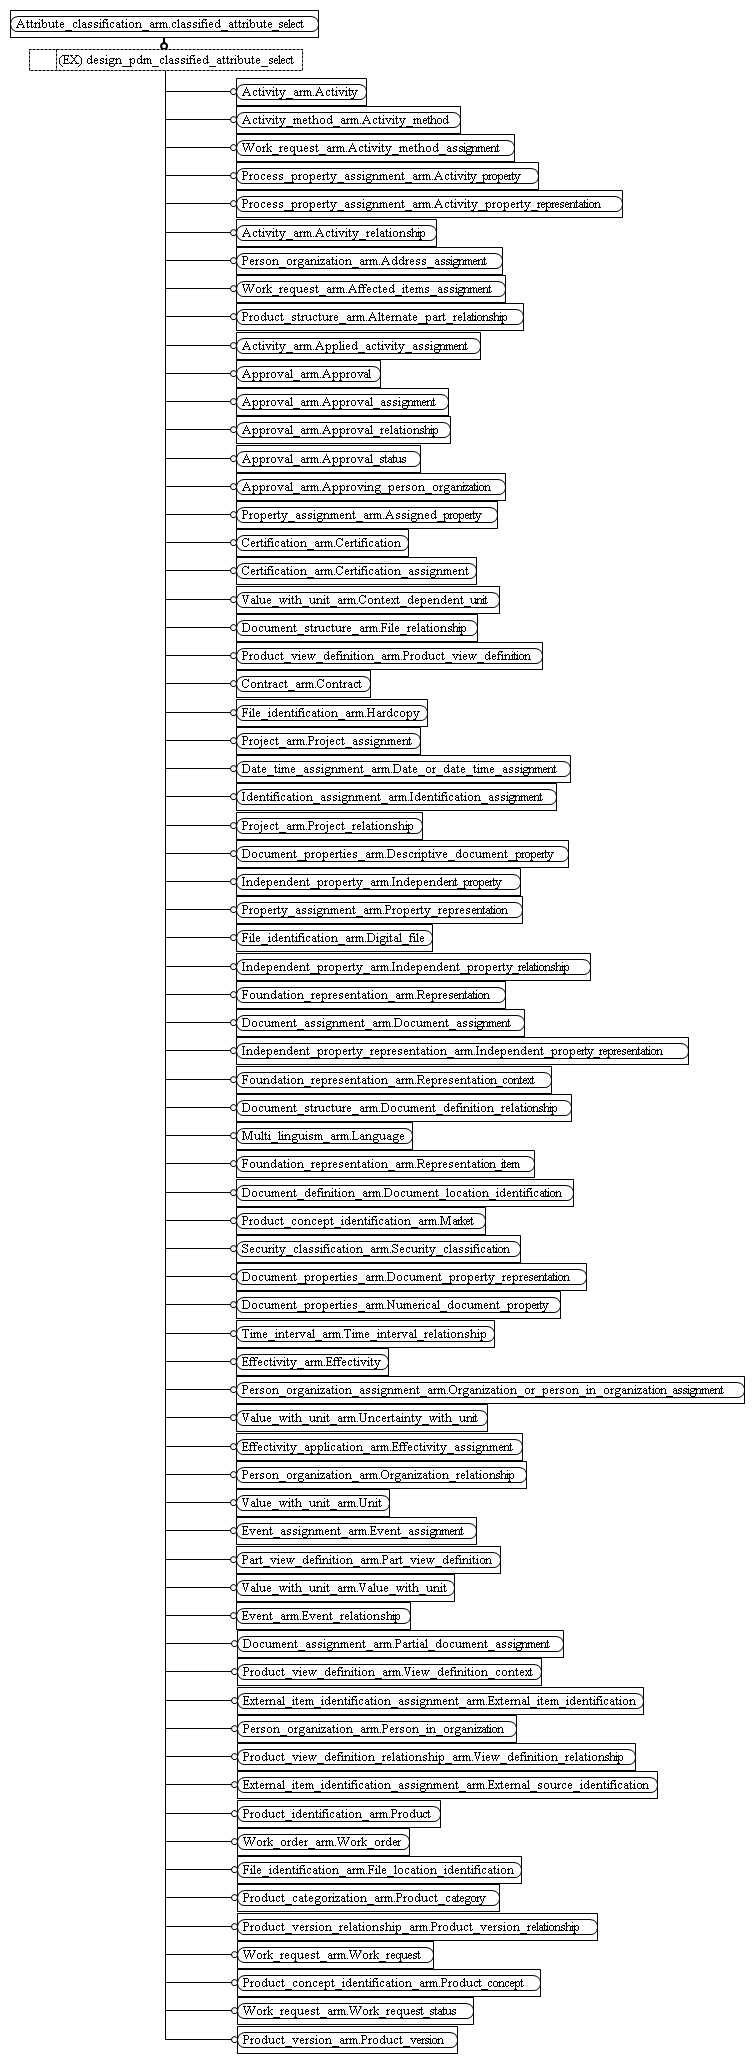 Attribute_classification_arm.classified_attribute_select
(EX) design_pdm_classified_attribute_select
Activity_arm.Activity
Activity_method_arm.Activity_method
Work_request_arm.Activity_method_assignment
Process_property_assignment_arm.Activity_property
Process_property_assignment_arm.Activity_property_representation
Activity_arm.Activity_relationship
Person_organization_arm.Address_assignment
Work_request_arm.Affected_items_assignment
Product_structure_arm.Alternate_part_relationship
Activity_arm.Applied_activity_assignment
Approval_arm.Approval
Approval_arm.Approval_assignment
Approval_arm.Approval_relationship
Approval_arm.Approval_status
Approval_arm.Approving_person_organization
Property_assignment_arm.Assigned_property
Certification_arm.Certification
Certification_arm.Certification_assignment
Value_with_unit_arm.Context_dependent_unit
Document_structure_arm.File_relationship
Product_view_definition_arm.Product_view_definition
Contract_arm.Contract
File_identification_arm.Hardcopy
Project_arm.Project_assignment
Date_time_assignment_arm.Date_or_date_time_assignment
Identification_assignment_arm.Identification_assignment
Project_arm.Project_relationship
Document_properties_arm.Descriptive_document_property
Independent_property_arm.Independent_property
Property_assignment_arm.Property_representation
File_identification_arm.Digital_file
Independent_property_arm.Independent_property_relationship
Foundation_representation_arm.Representation
Document_assignment_arm.Document_assignment
Independent_property_representation_arm.Independent_property_representation
Foundation_representation_arm.Representation_context
Document_structure_arm.Document_definition_relationship
Multi_linguism_arm.Language
Foundation_representation_arm.Representation_item
Document_definition_arm.Document_location_identification
Product_concept_identification_arm.Market
Security_classification_arm.Security_classification
Document_properties_arm.Document_property_representation
Document_properties_arm.Numerical_document_property
Time_interval_arm.Time_interval_relationship
Effectivity_arm.Effectivity
Person_organization_assignment_arm.Organization_or_person_in_organization_assignment
Value_with_unit_arm.Uncertainty_with_unit
Effectivity_application_arm.Effectivity_assignment
Person_organization_arm.Organization_relationship
Value_with_unit_arm.Unit
Event_assignment_arm.Event_assignment
Part_view_definition_arm.Part_view_definition
Value_with_unit_arm.Value_with_unit
Event_arm.Event_relationship
Document_assignment_arm.Partial_document_assignment
Product_view_definition_arm.View_definition_context
External_item_identification_assignment_arm.External_item_identification
Person_organization_arm.Person_in_organization
Product_view_definition_relationship_arm.View_definition_relationship
External_item_identification_assignment_arm.External_source_identification
Product_identification_arm.Product
Work_order_arm.Work_order
File_identification_arm.File_location_identification
Product_categorization_arm.Product_category
Product_version_relationship_arm.Product_version_relationship
Work_request_arm.Work_request
Product_concept_identification_arm.Product_concept
Work_request_arm.Work_request_status
Product_version_arm.Product_version